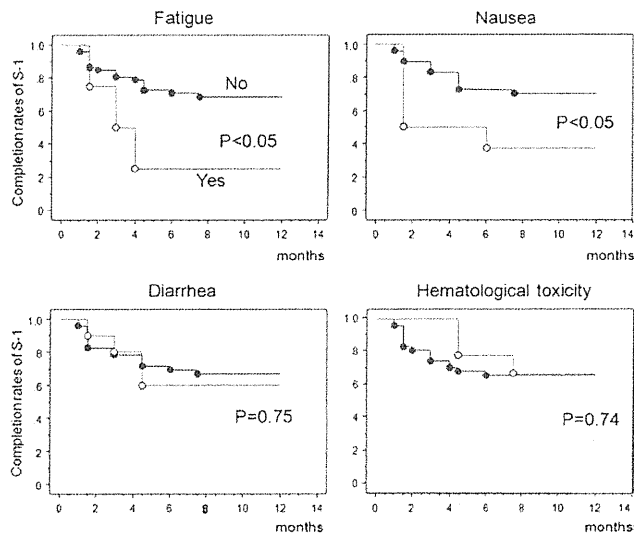 Fatigue
Nausea
Completion rates of S-1
1.0
.8
.6
.4
.2
0
No
P<0.05
Yes
0 2 4 6 8 10 12 14
months
1.0
.8
.6
.4
.2
0
P<0.05
0 2 4 6 8 10 12 14
months
Diarrhea
Hematological toxicity
Completion rates of S-1
1.0
.8
.6
.4
.2
0
P=0.75
0 2 4 6 8 10 12 14
months
1.0
.8
.6
.4
.2
0
P=0.74
0 2 4 6 8 10 12 14
months